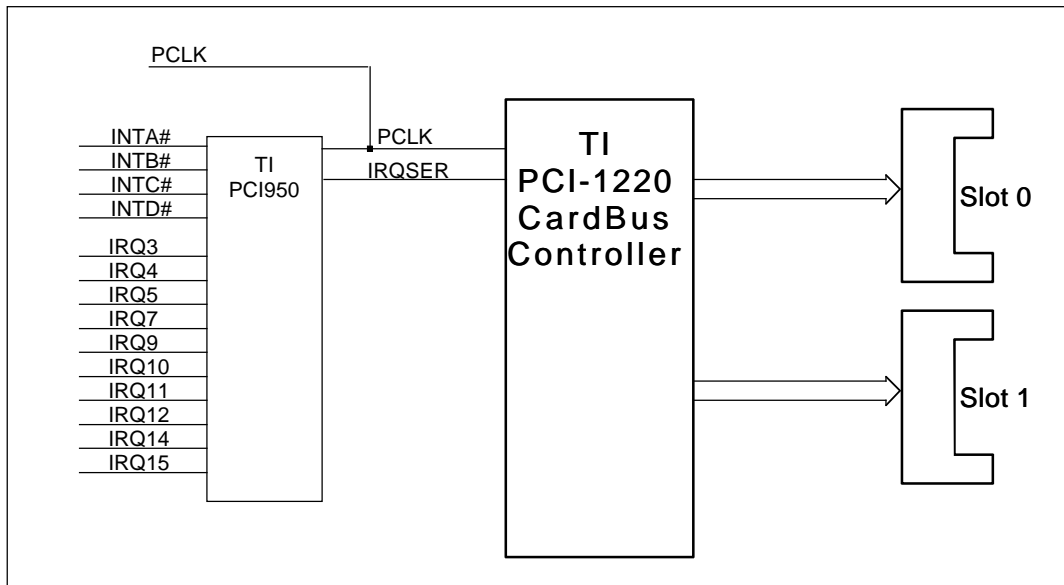 PCLK
INTA#
INTB#
INTC#
INTD#
IRQ3
IRQ4
IRQ5
IRQ7
IRQ9
IRQ10
IRQ11
IRQ12
IRQ14
IRQ15
TI
PCI950
PCLK
IRQSER
TI
PCI-1220
CardBus
Controller
Slot 0
Slot 1